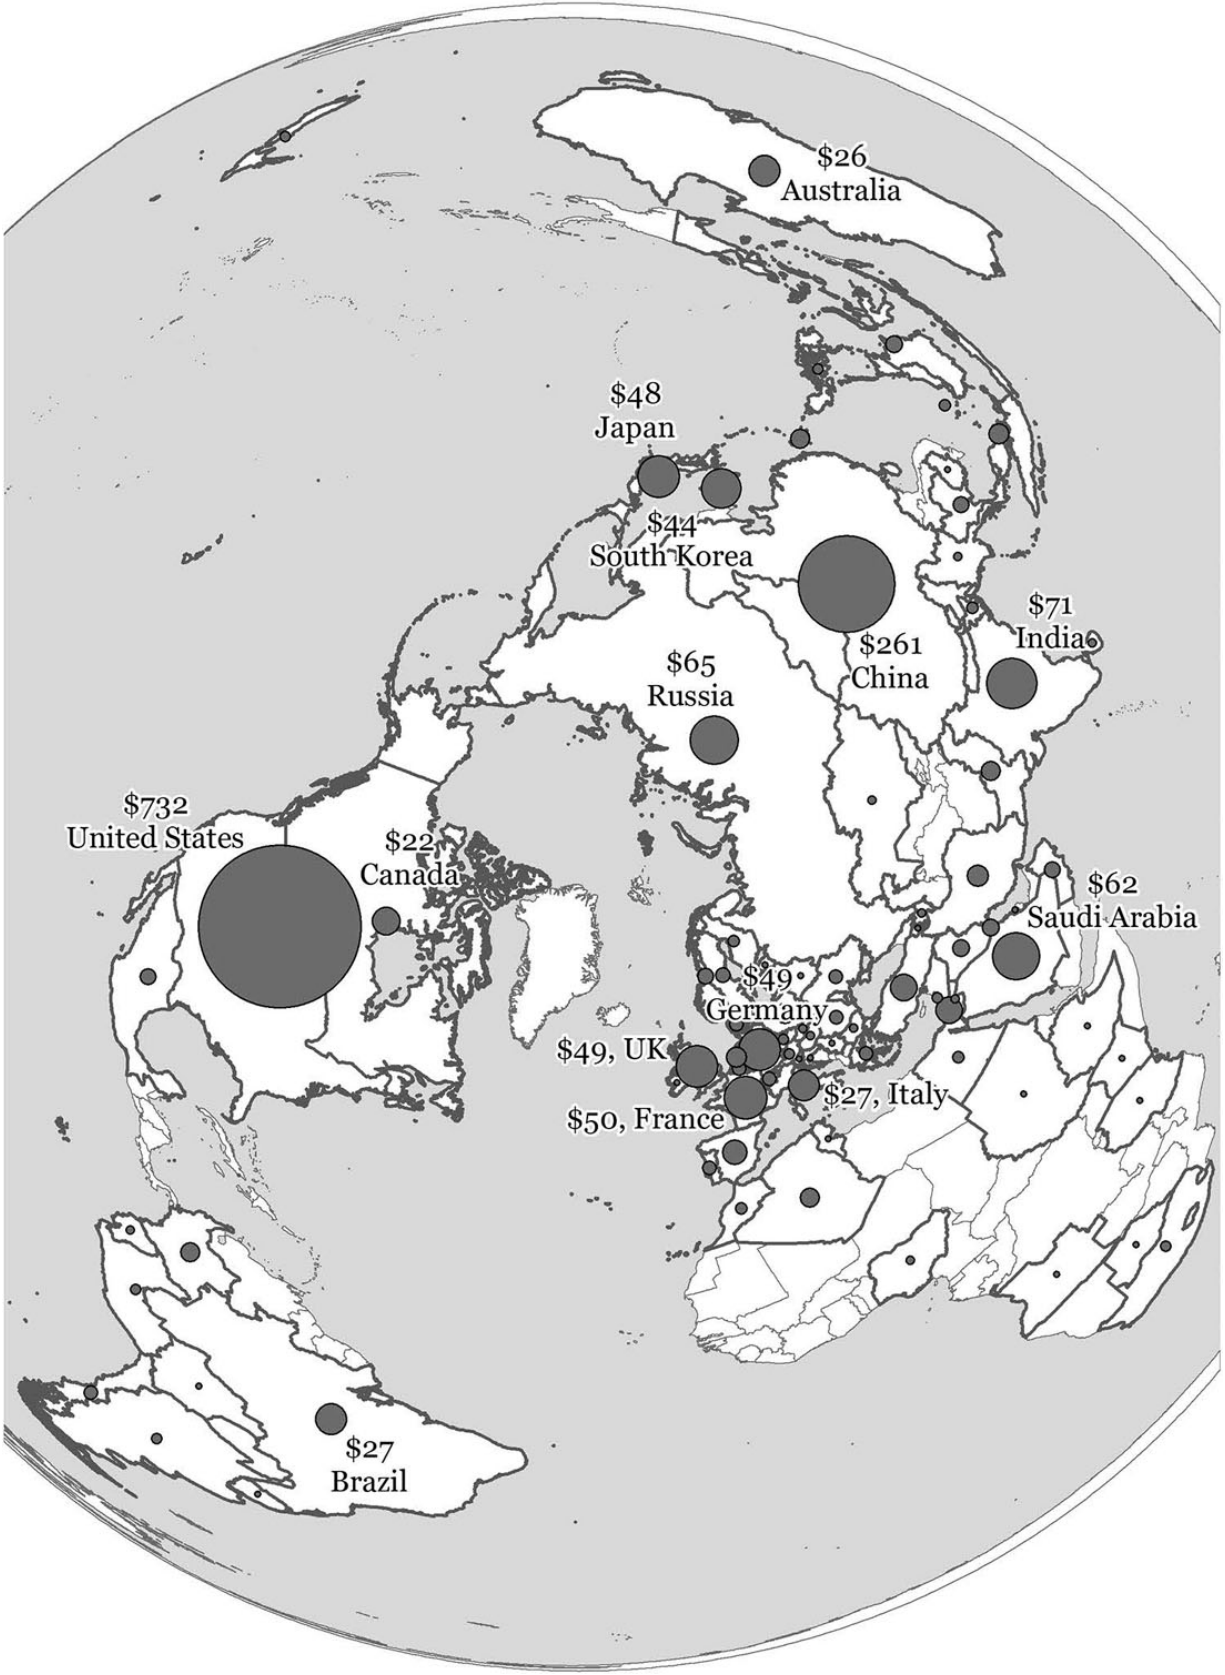 $26
Australia
$48
Japan
$44
South Korea
$71
India
$261
China
$65
Russia
$732
United States
$22
Canada
$62
Saudi Arabia
$49
Germany
$49, UK
$27, Italy
$50, France
$27
Brazil